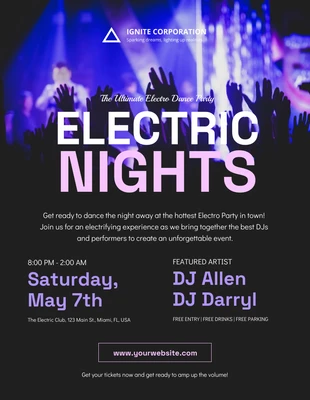 IGNITE CORPORATION
Sparking dreams, lighting up
The Ultimate Electro Dance Party
ELECTRIC
NIGHTS
Get ready to dance the night away at the hottest Electro Party in town!
Join us for an electrifying experience as we bring together the best DJs
and performers to create an unforgettable event.
8:00 PM - 2:00 AM
Saturday,
May 7th
The Electric Club, 123 Main St., Miami, FL, USA
FEATURED ARTIST
DJ Allen
DJ Darryl
FREE ENTRY | FREE DRINKS | FREE PARKING
www.yourwebsite.com
Get your tickets now and get ready to amp up the volume!